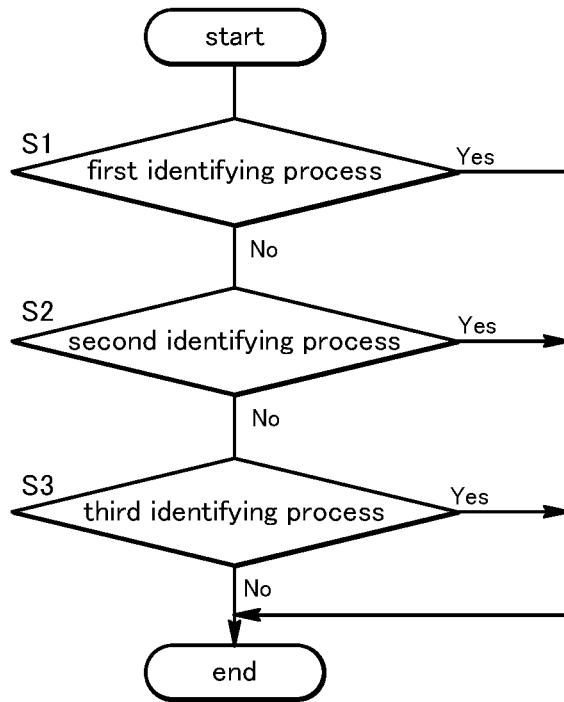 start
S1
first identifying process
Yes
No
S2
second identifying process
Yes
No
S3
third identifying process
Yes
No
end